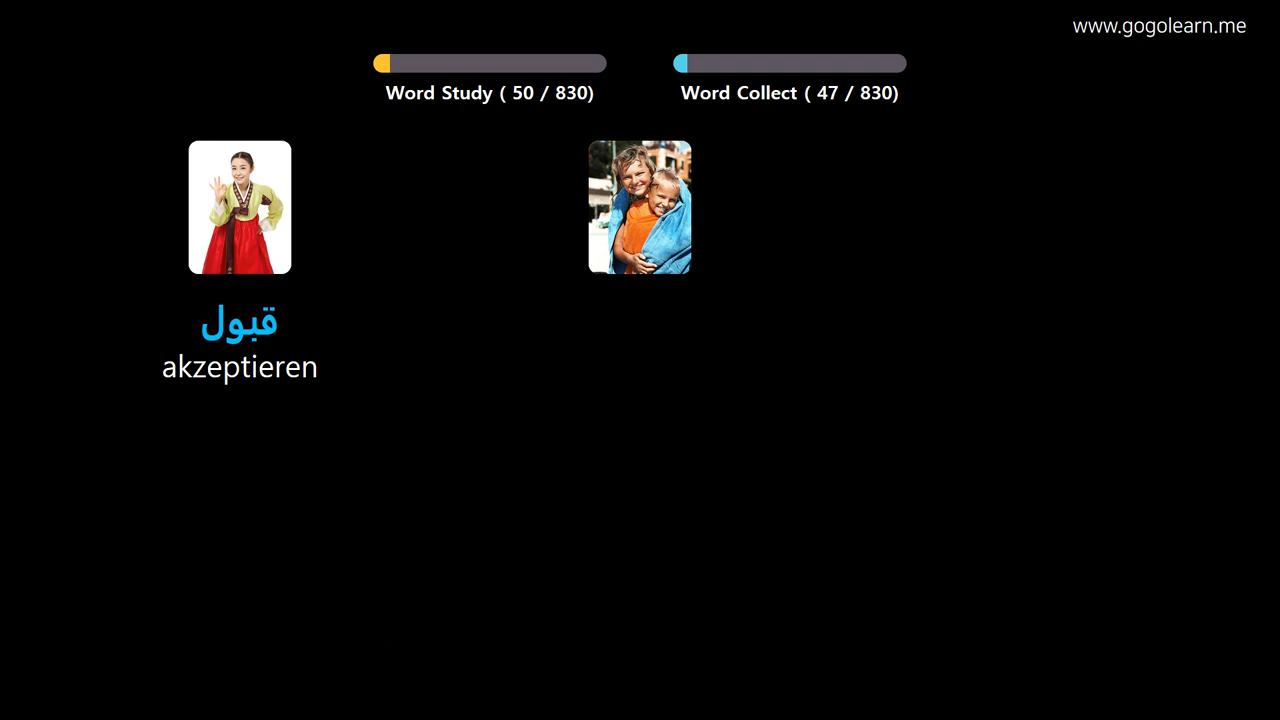 www.gogolearn.me
Word Study ( 50 / 830)
Word Collect ( 47 / 830)
قبول
akzeptieren